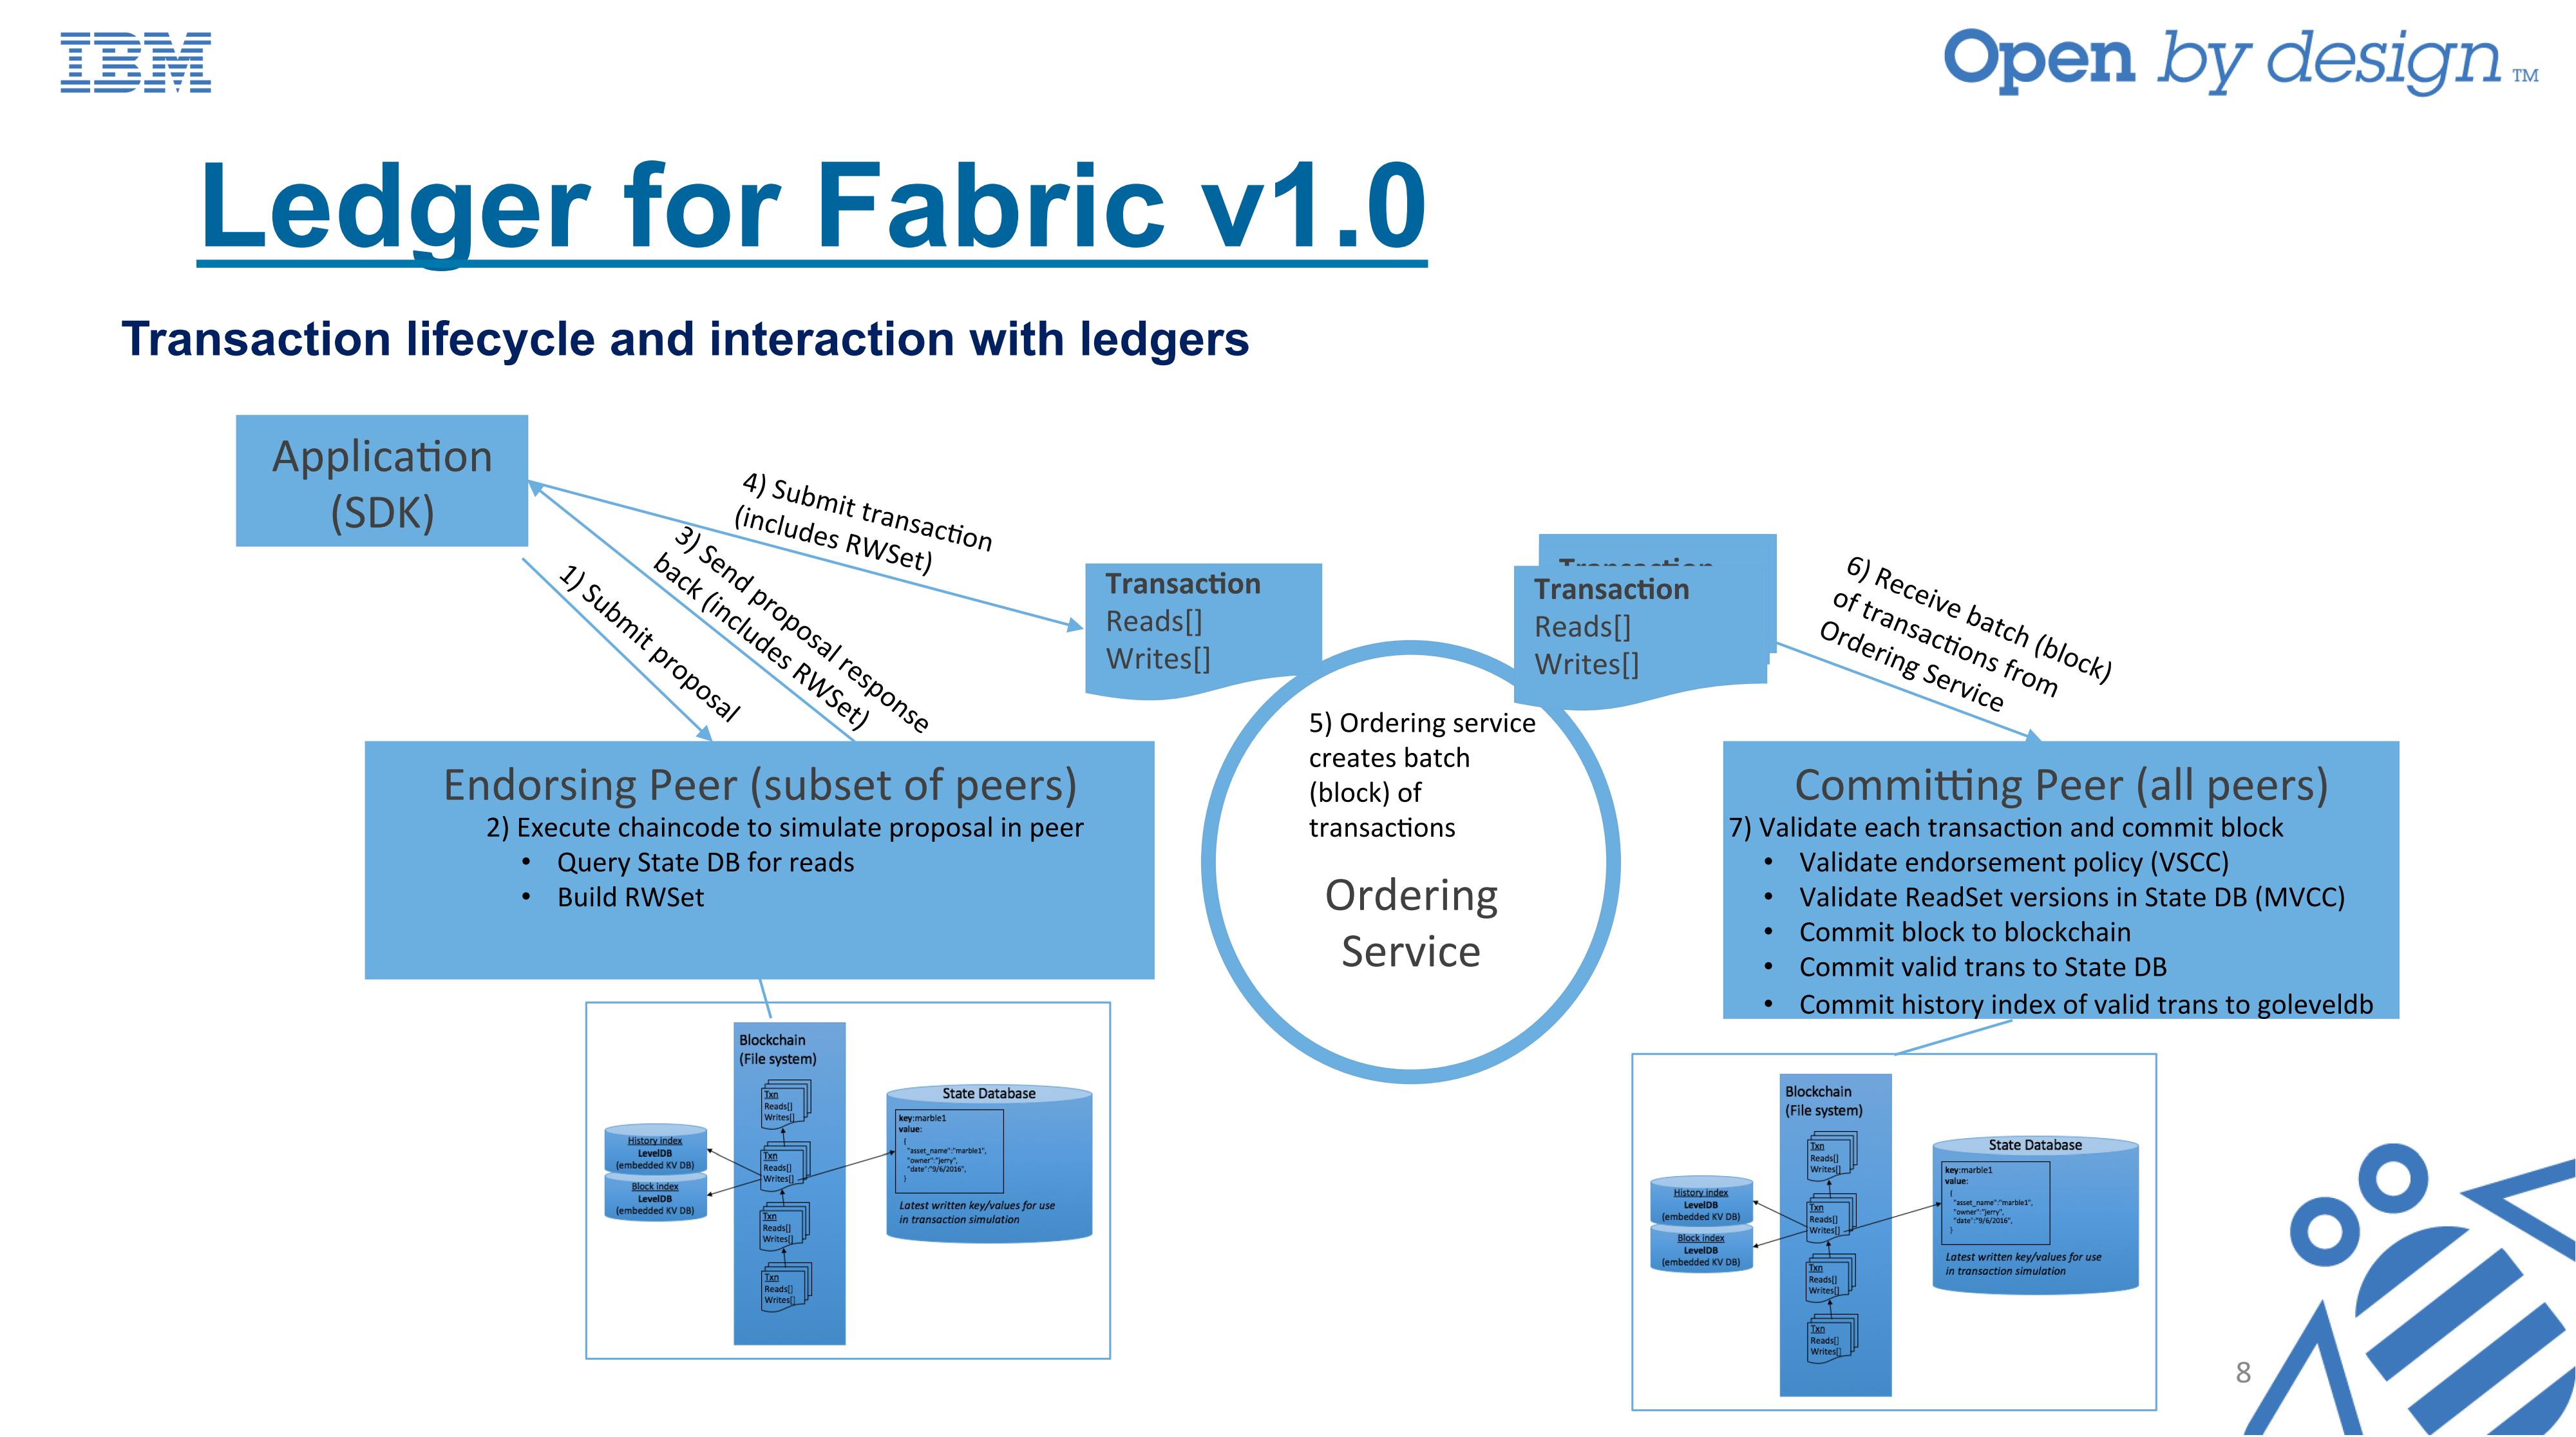 IBM
Open by design TM
Ledger for Fabric v1.0
Transaction lifecycle and interaction with ledgers
Application
(SDK)
4) Submit transaction
(includes RWSet)
3) Send proposal response
back (includes RWSet)
1) Submit proposal
Transaction
Reads[]
Writes[]
Transaction
Transaction
Reads[]
Writes[]
6) Receive batch (block)
of transactions from
Ordering Service
Endorsing Peer (subset of peers)
2) Execute chaincode to simulate proposal in peer
• Query State DB for reads
• Build RWSet
5) Ordering service
creates batch
(block) of
transactions
Ordering
Service
Committing Peer (all peers)
7) Validate each transaction and commit block
• Validate endorsement policy (VSCC)
• Validate ReadSet versions in State DB (MVCC)
• Commit block to blockchain
• Commit valid trans to State DB
• Commit history index of valid trans to goleveldb
Blockchain
(File system)
Txn
Reads[]
Writes[]
Txn
Reads[]
Writes[]
Txn
Reads[]
Writes[]
Txn
Reads[]
Writes[]
History index
LevelDB
(embedded KV DB)
Block index
LevelDB
(embedded KV DB)
State Database
key:marble1
value:
{
"asset_name":"marble1",
"owner":"jerry",
"date":"9/6/2016",
}
Latest written key/values for use
in transaction simulation
Blockchain
(File system)
Txn
Reads[]
Writes[]
Txn
Reads[]
Writes[]
Txn
Reads[]
Writes[]
Txn
Reads[]
Writes[]
History index
LevelDB
(embedded KV DB)
Block index
LevelDB
(embedded KV DB)
State Database
key:marble1
value:
{
"asset_name":"marble1",
"owner":"jerry",
"date":"9/6/2016",
}
Latest written key/values for use
in transaction simulation
8